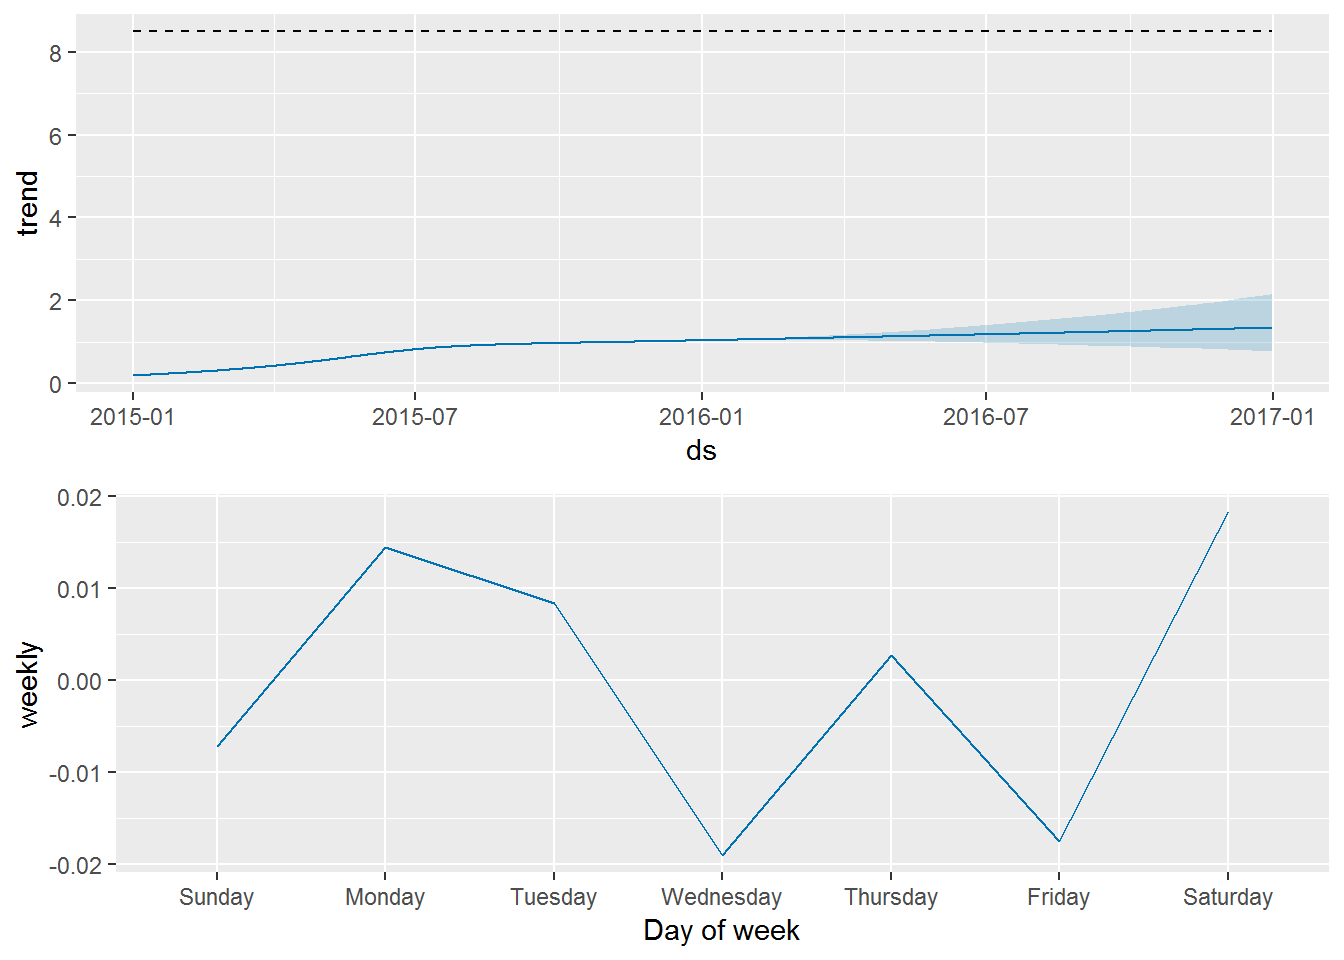 8
6
4
2
0
trend
2015-01 2015-07 2016-01 2016-07 2017-01
ds
0.02
0.01
0.00
-0.01
-0.02
weekly
Sunday Monday Tuesday Wednesday Thursday Friday Saturday
Day of week